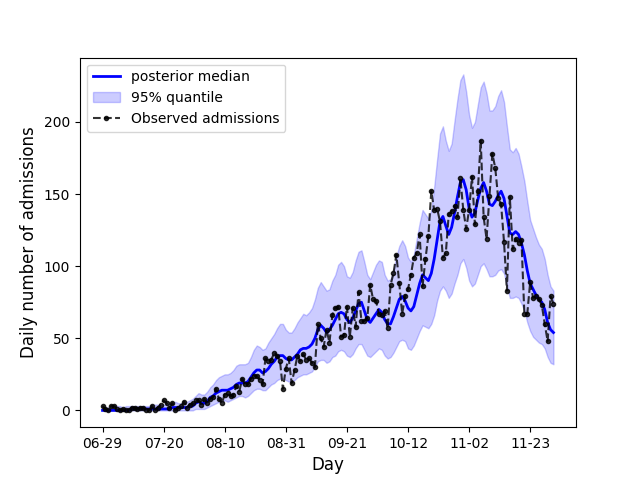 posterior median
95% quantile
Observed admissions
Daily number of admissions
200
150
100
50
0
06-29 07-20 08-10 08-31 09-21 10-12 11-02 11-23
Day